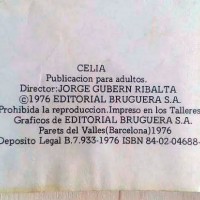 CELIA
Publicacion para adultos.
Director:JORGE GUBERN RIBALTA
©1976 EDITORIAL BRUGUERA S.A.
Prohibida la reproduccion.Impreso en los Talleres
Graficos de EDITORIAL BRUGUERA S.A.
Parets del Valles(Barcelona)1976
Deposito Legal B.7.933-1976 ISBN 84-02-04688-